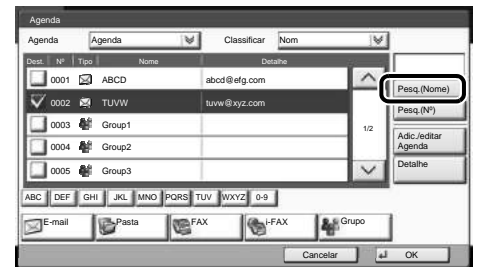 Agenda
Agenda Agenda Classificar Nom
Dest. Nº Tipo Nome Detalhe
0001 ABCD abcd@efg.com
0002 TUVW tuvw@xyz.com
0003 Group1
0004 Group2
0005 Group3
1/2
Pesq.(Nome)
Pesq.(Nº)
Adic./editar
Agenda
Detalhe
ABC DEF GHI JKL MNO PQRS TUV WXYZ 0-9
E-mail Pasta FAX i-FAX Grupo
Cancelar OK